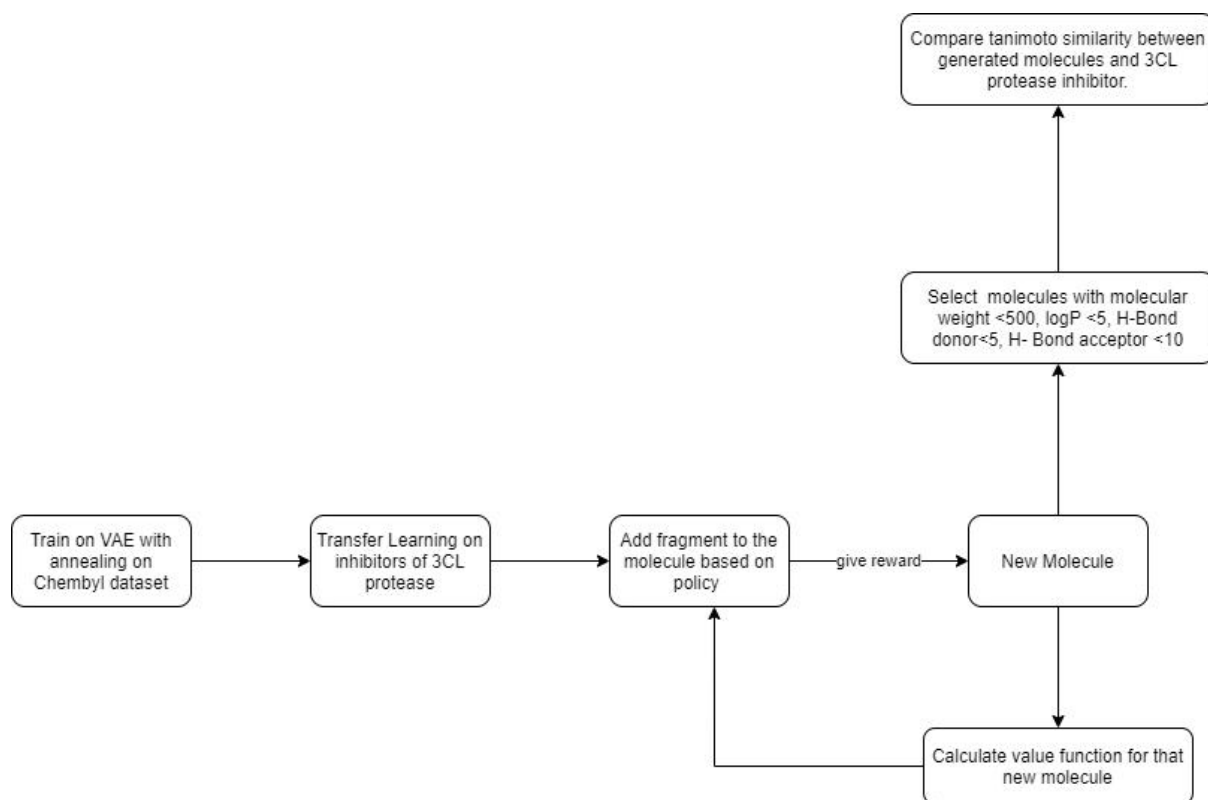 Compare tanimoto similarity between
generated molecules and 3CL
protease inhibitor.
Select molecules with molecular
weight <500, logP <5, H-Bond
donor<5, H- Bond acceptor <10
Train on VAE with
annealing on
Chembyl dataset
Transfer Learning on
inhibitors of 3CL
protease
Add fragment to the
molecule based on
policy
give reward
New Molecule
Calculate value function for that
new molecule